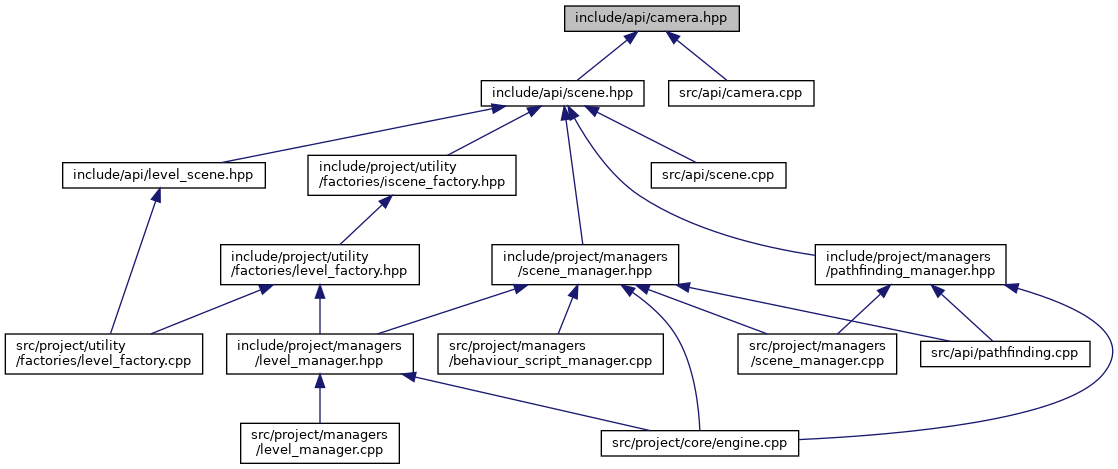 include/api/camera.hpp
include/api/scene.hpp
src/api/camera.cpp
include/api/level_scene.hpp
include/project/utility
/factories/iscene_factory.hpp
src/api/scene.cpp
include/project/utility
/factories/level_factory.hpp
include/project/managers
/scene_manager.hpp
include/project/managers
/pathfinding_manager.hpp
src/project/utility
/factories/level_factory.cpp
include/project/managers
/level_manager.hpp
src/project/managers
/behaviour_script_manager.cpp
src/project/managers
/scene_manager.cpp
src/api/pathfinding.cpp
src/project/managers
/level_manager.cpp
src/project/core/engine.cpp